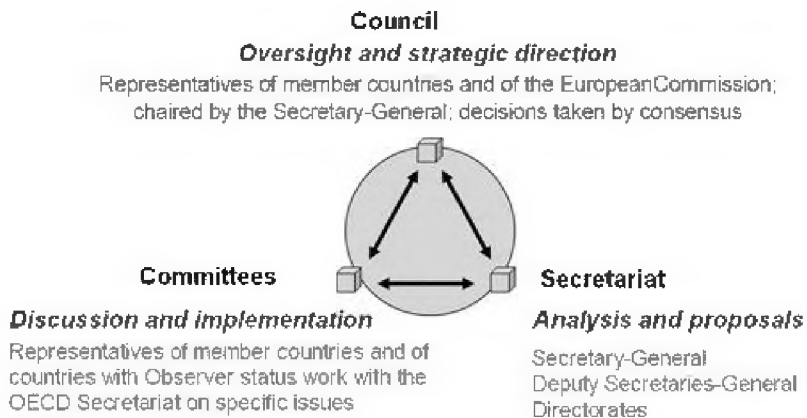 Council
Oversight and strategic direction
Representatives of member countries and of the EuropeanCommission;
chaired by the Secretary-General; decisions taken by consensus
Committees
Discussion and implementation
Representatives of member countries and of
countries with Observer status work with the
OECD Secretariat on specific issues
Secretariat
Analysis and proposals
Secretary-General
Deputy Secretaries-General
Directorates